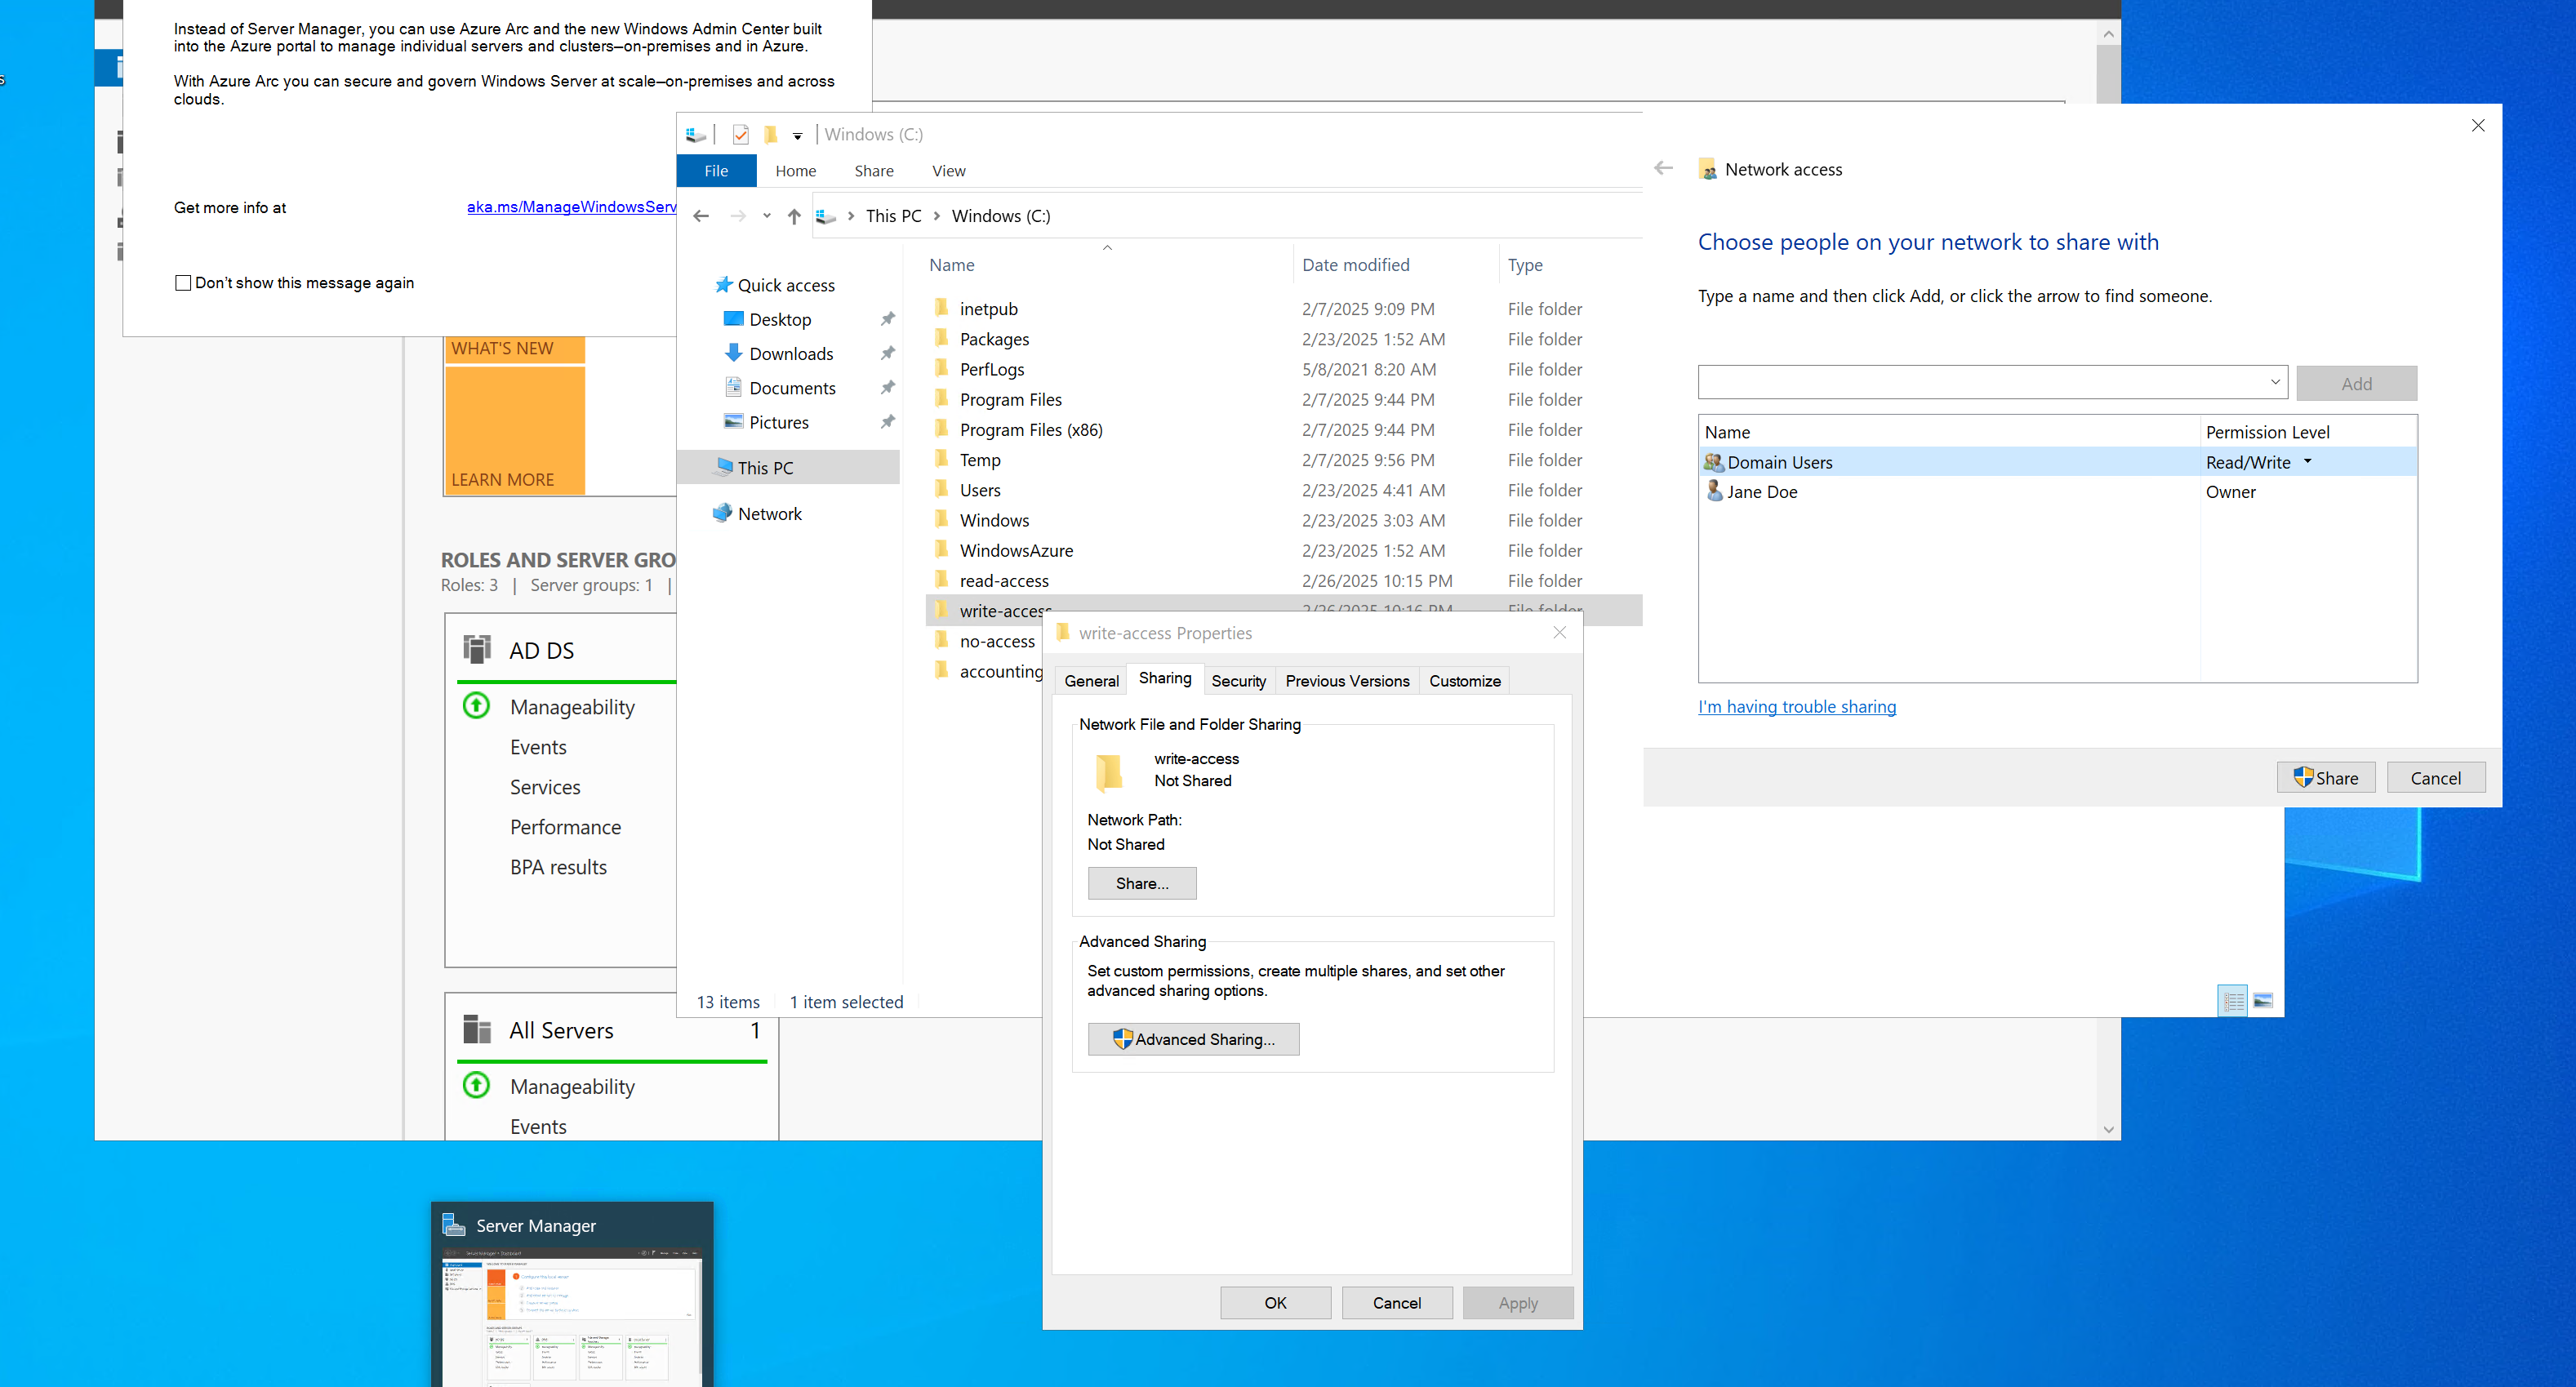 Instead of Server Manager, you can use Azure Arc and the new Windows Admin Center built
into the Azure portal to manage individual servers and clusters—on-premises and in Azure.
With Azure Arc you can secure and govern Windows Server at scale—on-premises and across
clouds.
Get more info at aka.ms/ManageWindowsServ
Don't show this message again
WHAT'S NEW
LEARN MORE
ROLES AND SERVER GRO
Roles: 3 | Server groups: 1 |
AD DS
Manageability
Events
Services
Performance
BPA results
All Servers 1
Manageability
Events
Server Manager
Windows (C:)
File Home Share View
This PC Windows (C:)
Quick access
Desktop
Downloads
Documents
Pictures
This PC
Network
Name Date modified Type
inetpub 2/7/2025 9:09 PM File folder
Packages 2/23/2025 1:52 AM File folder
PerfLogs 5/8/2021 8:20 AM File folder
Program Files 2/7/2025 9:44 PM File folder
Program Files (x86) 2/7/2025 9:44 PM File folder
Temp 2/7/2025 9:56 PM File folder
Users 2/23/2025 4:41 AM File folder
Windows 2/23/2025 3:03 AM File folder
WindowsAzure 2/23/2025 1:52 AM File folder
read-access 2/26/2025 10:15 PM File folder
write-access 2/26/2025 10:16 PM File folder
no-access
accounting
13 items 1 item selected
write-access Properties
General Sharing Security Previous Versions Customize
Network File and Folder Sharing
write-access
Not Shared
Network Path:
Not Shared
Share...
Advanced Sharing
Set custom permissions, create multiple shares, and set other
advanced sharing options.
Advanced Sharing...
OK Cancel Apply
Network access
Choose people on your network to share with
Type a name and then click Add, or click the arrow to find someone.
Add
Name Permission Level
Domain Users Read/Write
Jane Doe Owner
I'm having trouble sharing
Share Cancel